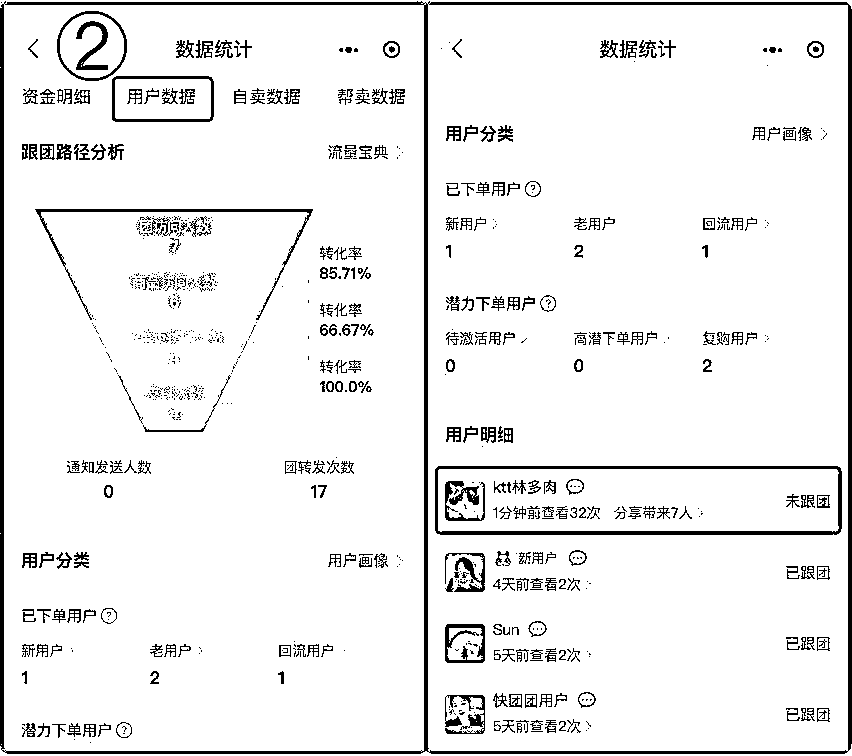 ②
数据统计
资金明细 用户数据 自卖数据 帮卖数据
跟团路径分析 流量宝典
团访问人数
7
转化率
85.71%
6
转化率
66.67%
转化率
100.0%
通知发送人数 团转发次数
0 17
用户分类 用户画像
已下单用户 ?
新用户 老用户 回流用户
1 2 1
潜力下单用户 ?
数据统计
用户分类 用户画像
已下单用户 ?
新用户 老用户 回流用户
1 2 1
潜力下单用户 ?
待激活用户 高潜下单用户 复购用户
0 0 2
用户明细
ktt林多肉
1分钟前查看32次 分享带来7人
未跟团
新用户
4天前查看2次
已跟团
Sun
5天前查看2次
已跟团
快团团用户
5天前查看2次
已跟团